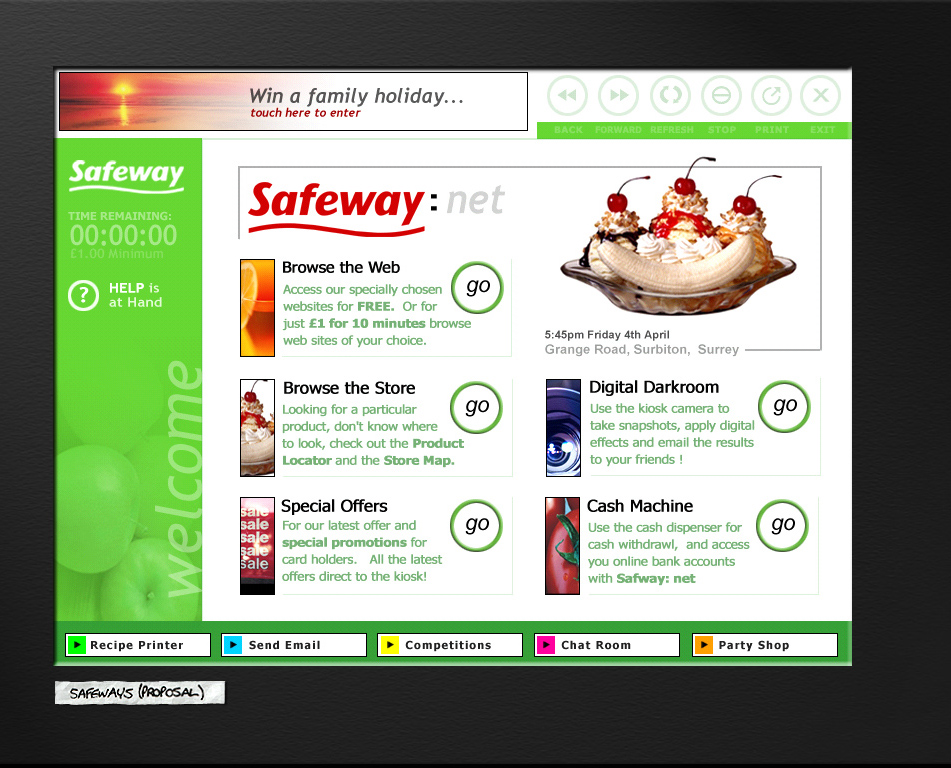 Win a family holiday...
touch here to enter
BACK FORWARD REFRESH STOP PRINT EXIT
Safeway
TIME REMAINING:
00:00:00
£1.00 Minimum
? HELP is
at Hand
welcome
Safeway:net
Browse the Web
go
Access our specially chosen
websites for FREE. Or for
just £1 for 10 minutes browse
web sites of your choice.
5:45pm Friday 4th April
Grange Road, Surbiton, Surrey
Browse the Store
go
Looking for a particular
product, don't know where
to look, check out the Product
Locator and the Store Map.
Digital Darkroom
go
Use the kiosk camera to
take snapshots, apply digital
effects and email the results
to your friends !
sale
sale
sale
sale
Special Offers
go
For our latest offer and
special promotions for
card holders. All the latest
offers direct to the kiosk!
Cash Machine
go
Use the cash dispenser for
cash withdrawl, and access
you online bank accounts
with Safway: net
Recipe Printer
Send Email
Competitions
Chat Room
Party Shop
SAFEWAYS (PROPOSAL)